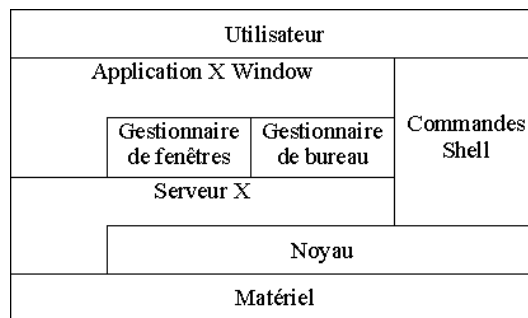 Utilisateur
Application X Window
Gestionnaire
de fenêtres
Gestionnaire
de bureau
Commandes
Shell
Serveur X
Noyau
Matériel